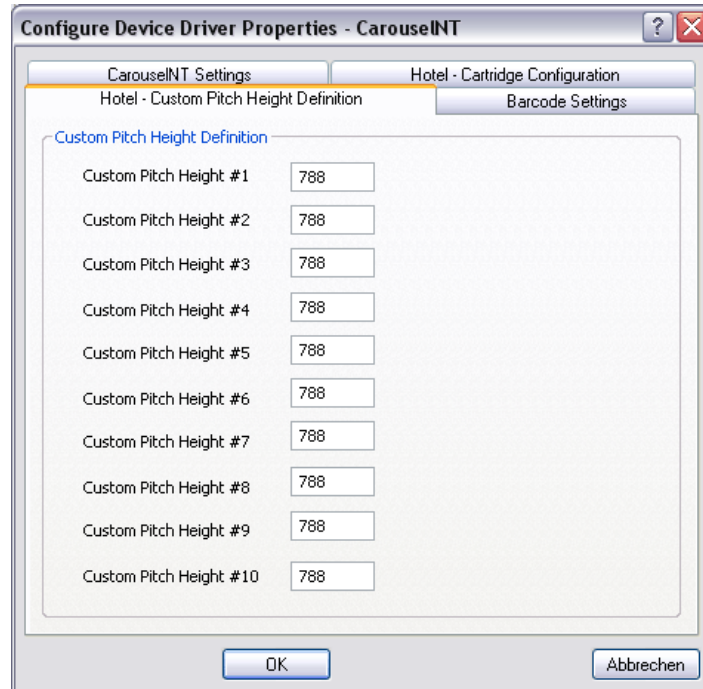 Configure Device Driver Properties - CarouselNT
?
X
CarouselNT Settings
Hotel - Cartridge Configuration
Hotel - Custom Pitch Height Definition
Barcode Settings
Custom Pitch Height Definition
Custom Pitch Height #1 788
Custom Pitch Height #2 788
Custom Pitch Height #3 788
Custom Pitch Height #4 788
Custom Pitch Height #5 788
Custom Pitch Height #6 788
Custom Pitch Height #7 788
Custom Pitch Height #8 788
Custom Pitch Height #9 788
Custom Pitch Height #10 788
OK
Abbrechen